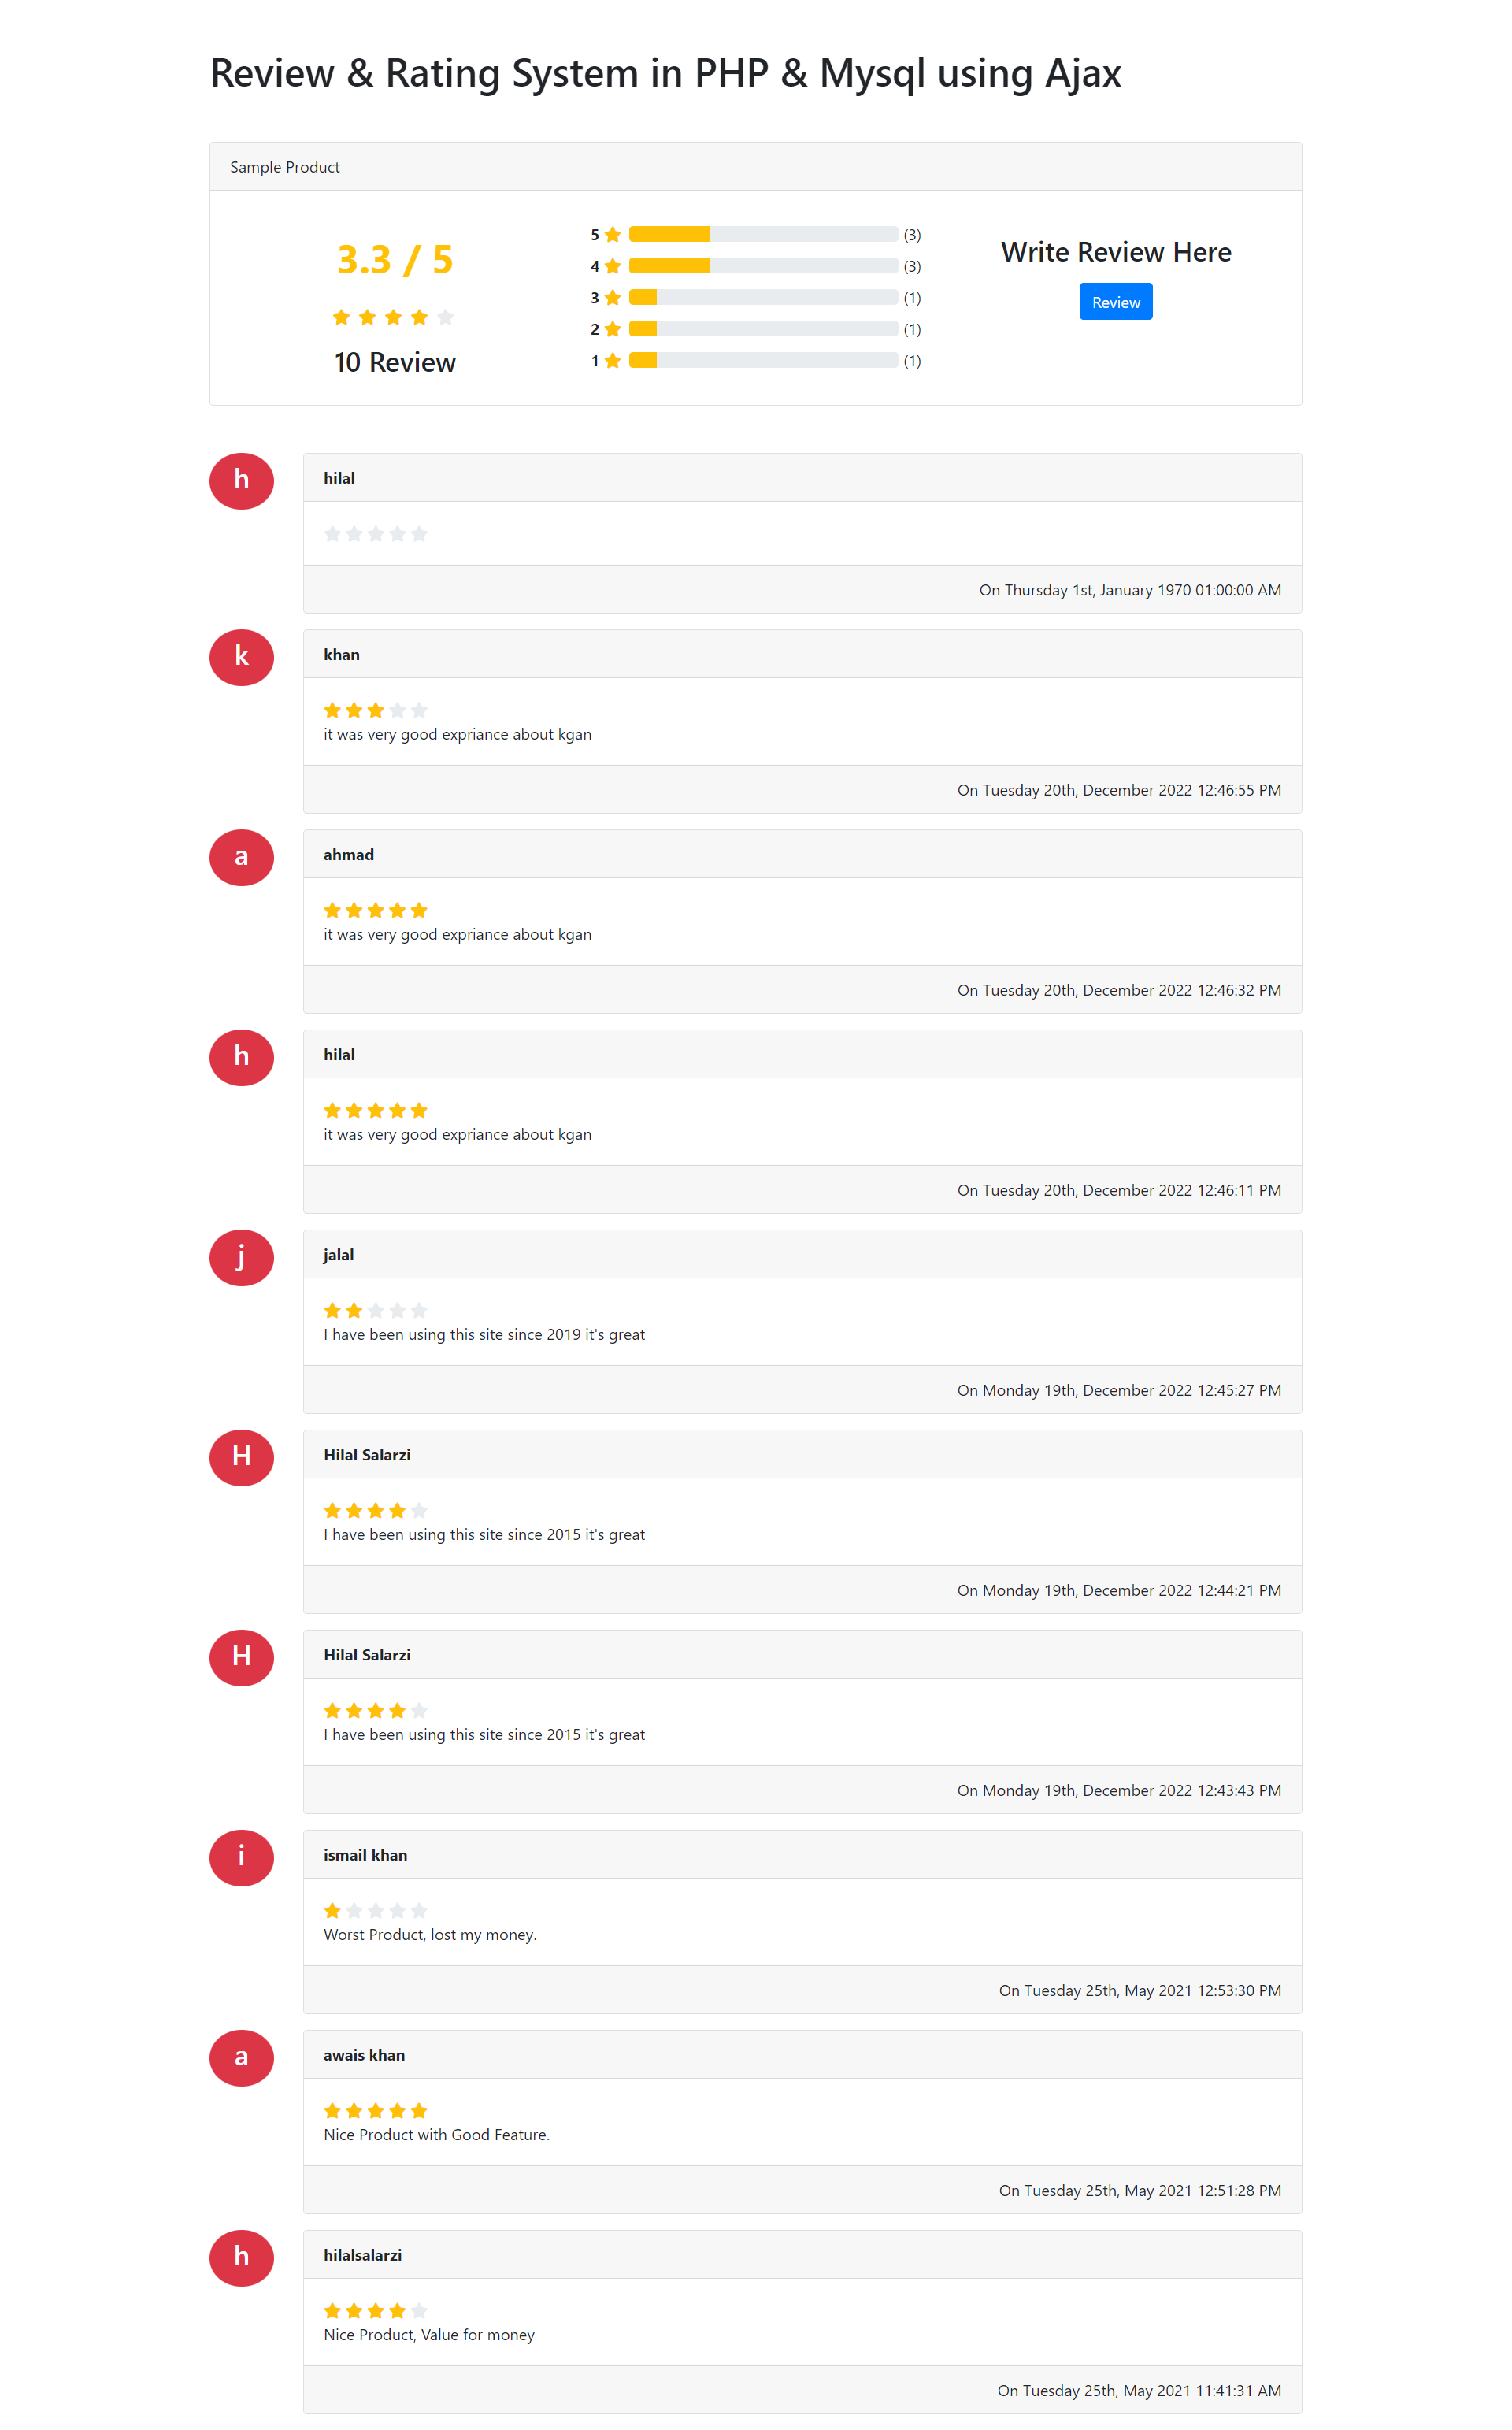 Review & Rating System in PHP & Mysql using Ajax
Sample Product
3.3 / 5
10 Review
5 (3)
4 (3)
3 (1)
2 (1)
1 (1)
Write Review Here
Review
h
hilal
On Thursday 1st, January 1970 01:00:00 AM
k
khan
it was very good expriance about kgan
On Tuesday 20th, December 2022 12:46:55 PM
a
ahmad
it was very good expriance about kgan
On Tuesday 20th, December 2022 12:46:32 PM
h
hilal
it was very good expriance about kgan
On Tuesday 20th, December 2022 12:46:11 PM
j
jalal
I have been using this site since 2019 it's great
On Monday 19th, December 2022 12:45:27 PM
H
Hilal Salarzi
I have been using this site since 2015 it's great
On Monday 19th, December 2022 12:44:21 PM
H
Hilal Salarzi
I have been using this site since 2015 it's great
On Monday 19th, December 2022 12:43:43 PM
i
ismail khan
Worst Product, lost my money.
On Tuesday 25th, May 2021 12:53:30 PM
a
awais khan
Nice Product with Good Feature.
On Tuesday 25th, May 2021 12:51:28 PM
h
hilalsalarzi
Nice Product, Value for money
On Tuesday 25th, May 2021 11:41:31 AM